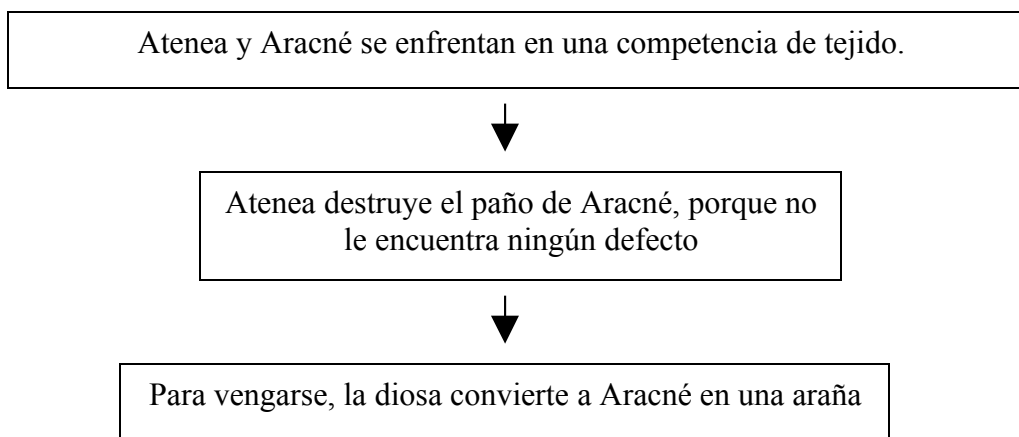 Atenea y Aracné se enfrentan en una competencia de tejido.
Atenea destruye el paño de Aracné, porque no
le encuentra ningún defecto
Para vengarse, la diosa convierte a Aracné en una araña